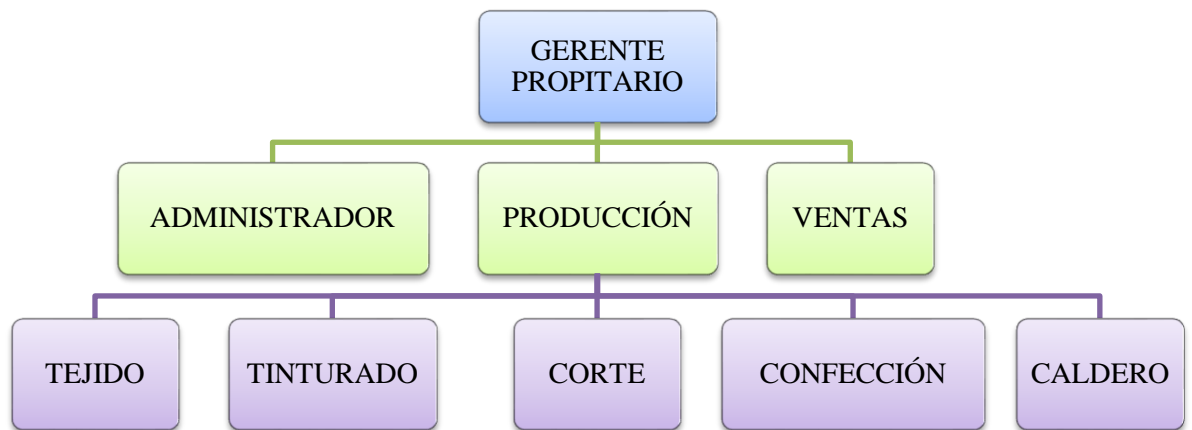 GERENTE
PROPITARIO
ADMINISTRADOR
PRODUCCIÓN
VENTAS
TEJIDO
TINTURADO
CORTE
CONFECCIÓN
CALDERO